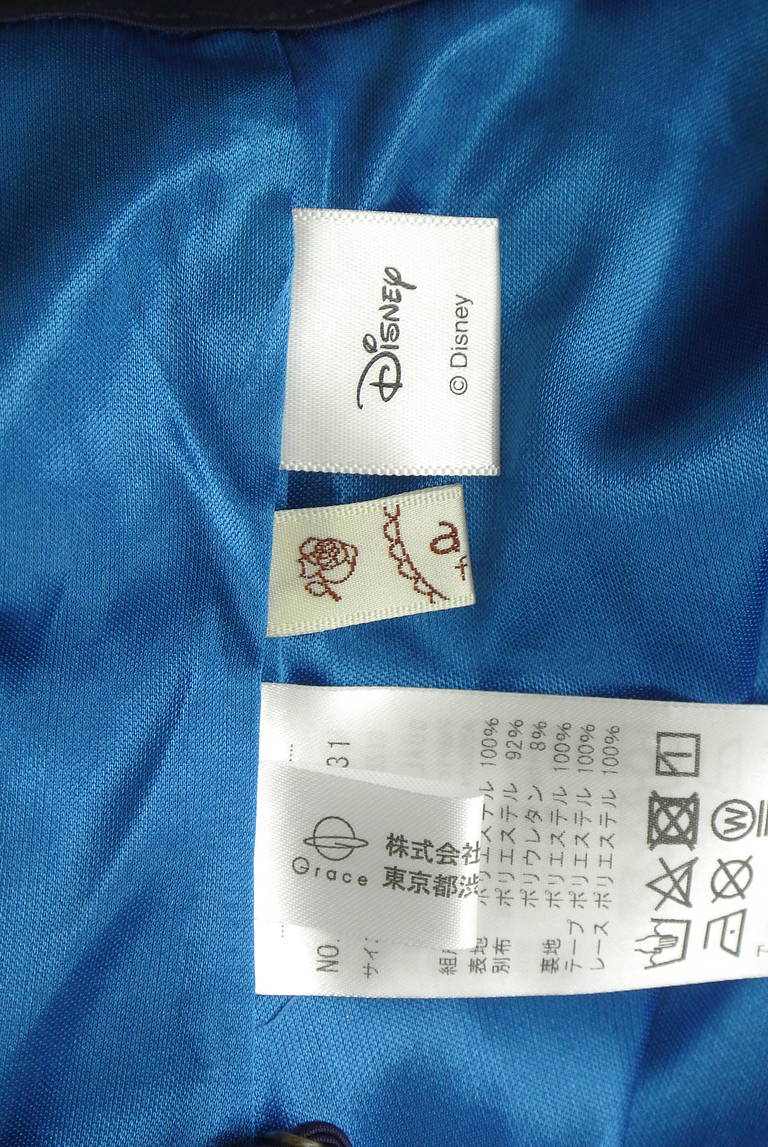 Disney
© Disney
a
f
NO. 31
サイ
組
表地 ポリエステル 100%
別布 ポリエステル 92%
ポリウレタン 8%
裏地 ポリエステル 100%
テープ ポリエステル 100%
レース ポリエステル 100%
W
Grace
株式会社
東京都渋